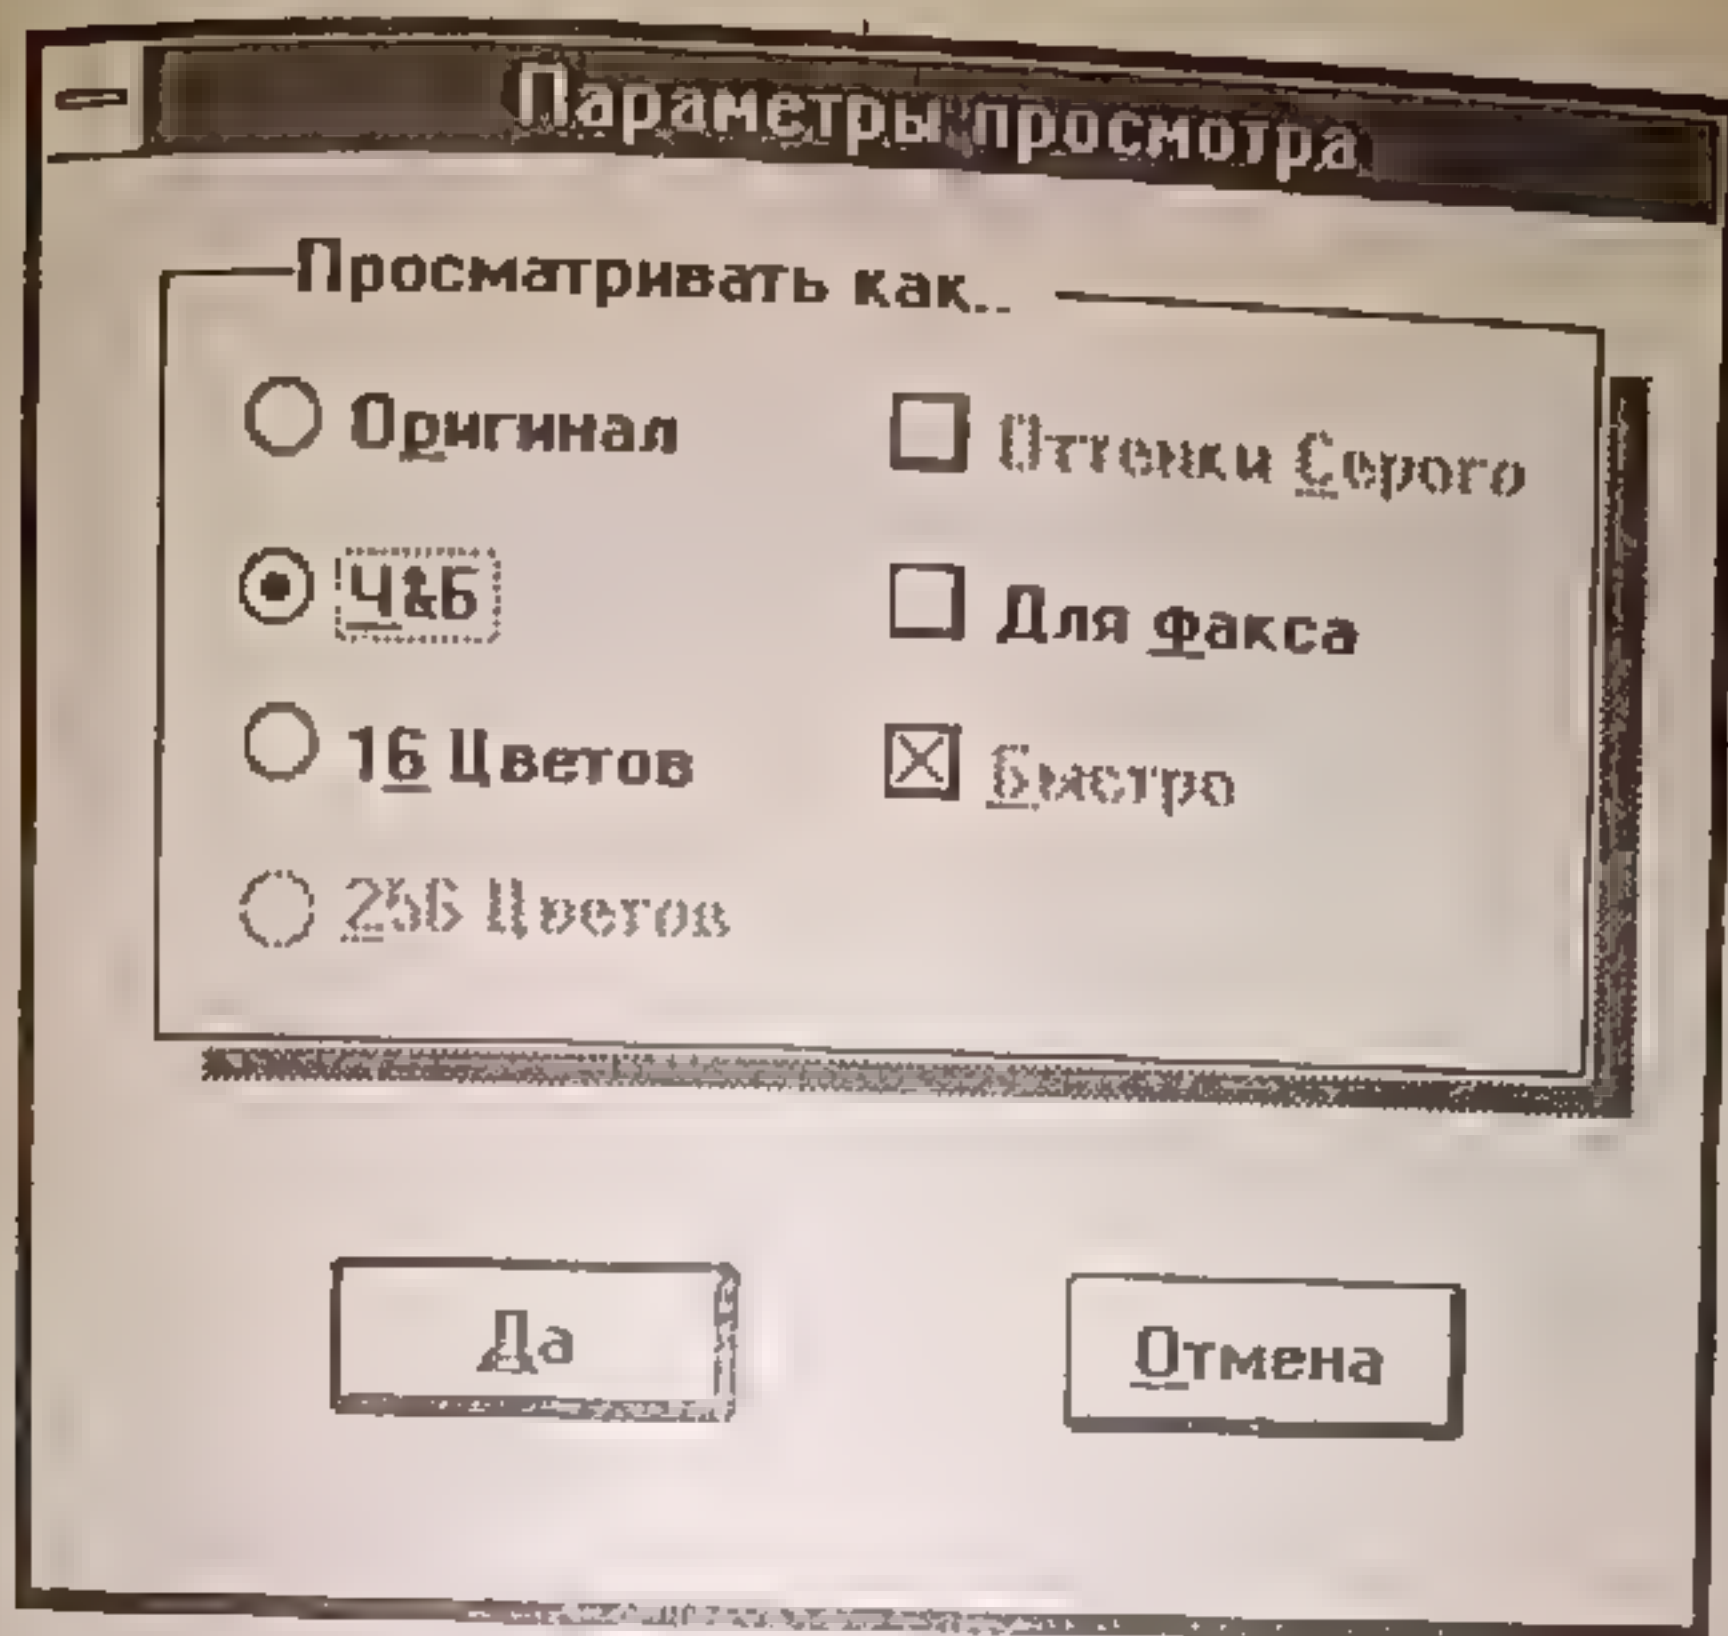 Параметры просмотра
Просматривать как..
Оригинал
Ч&Б
16 Цветов
256 Цветов
Оттенки Серого
Для факса
Быстро
Да
Отмена